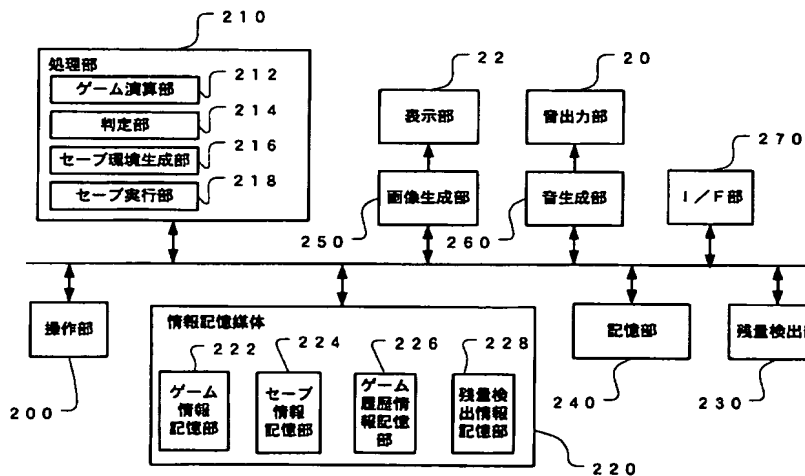 210
処理部
ゲーム演算部
212
判定部
214
セーブ環境生成部
216
セーブ実行部
218
22
表示部
20
音出力部
画像生成部
250
音生成部
260
270
I/F部
操作部
200
情報記憶媒体
222
ゲーム
情報
記憶部
224
セーブ
情報
記憶部
226
ゲーム
履歴情
報記憶
部
228
残量検
出情報
記憶部
220
記憶部
240
残量検出
230